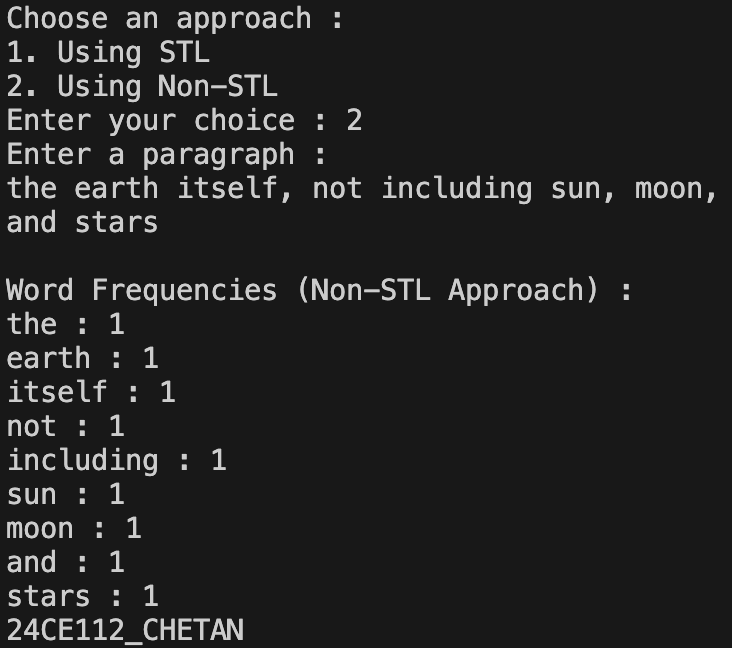 Choose an approach :
1. Using STL
2. Using Non-STL
Enter your choice : 2
Enter a paragraph :
the earth itself, not including sun, moon,
and stars
Word Frequencies (Non-STL Approach) :
the : 1
earth : 1
itself : 1
not : 1
including : 1
sun : 1
moon : 1
and : 1
stars : 1
24CE112_CHETAN